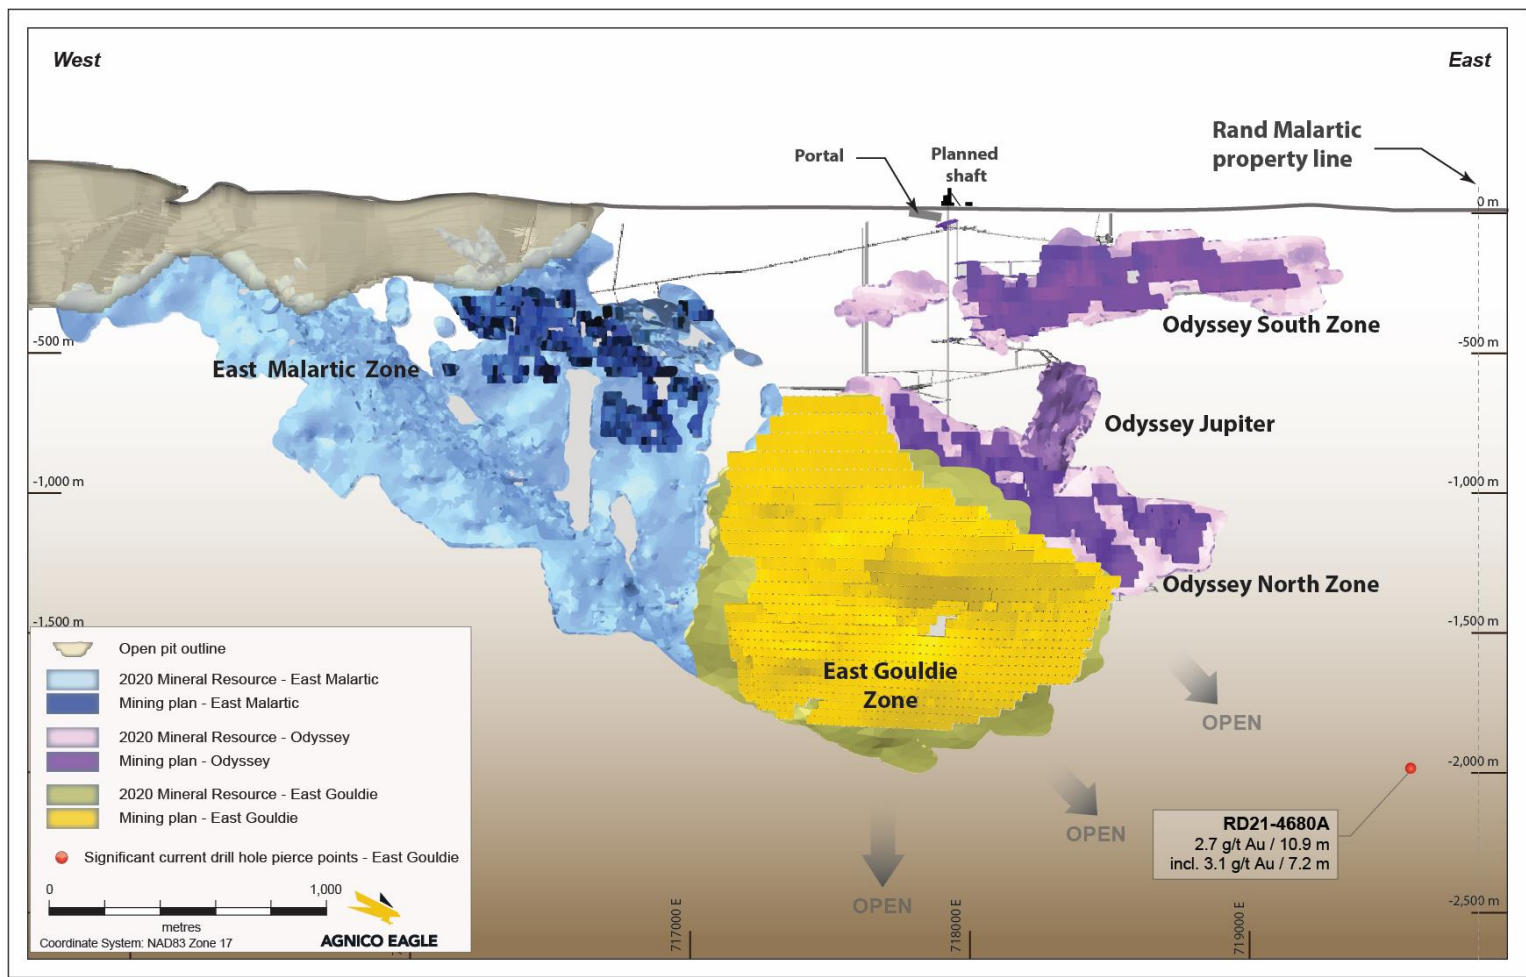 West
East
Rand Malartic
property line
Portal
Planned
shaft
0 m
Odyssey South Zone
-500 m
-500 m
East Malartic Zone
Odyssey Jupiter
-1,000 m
-1,000 m
Odyssey North Zone
-1,500 m
-1,500 m
East Gouldie
Zone
OPEN
-2,000 m
OPEN
RD21-4680A
2.7 g/t Au / 10.9 m
incl. 3.1 g/t Au / 7.2 m
OPEN
-2,500 m
717000 E
718000 E
719000 E
Open pit outline
2020 Mineral Resource - East Malartic
Mining plan - East Malartic
2020 Mineral Resource - Odyssey
Mining plan - Odyssey
2020 Mineral Resource - East Gouldie
Mining plan - East Gouldie
Significant current drill hole pierce points - East Gouldie
0
1,000
metres
Coordinate System: NAD83 Zone 17
AGNICO EAGLE